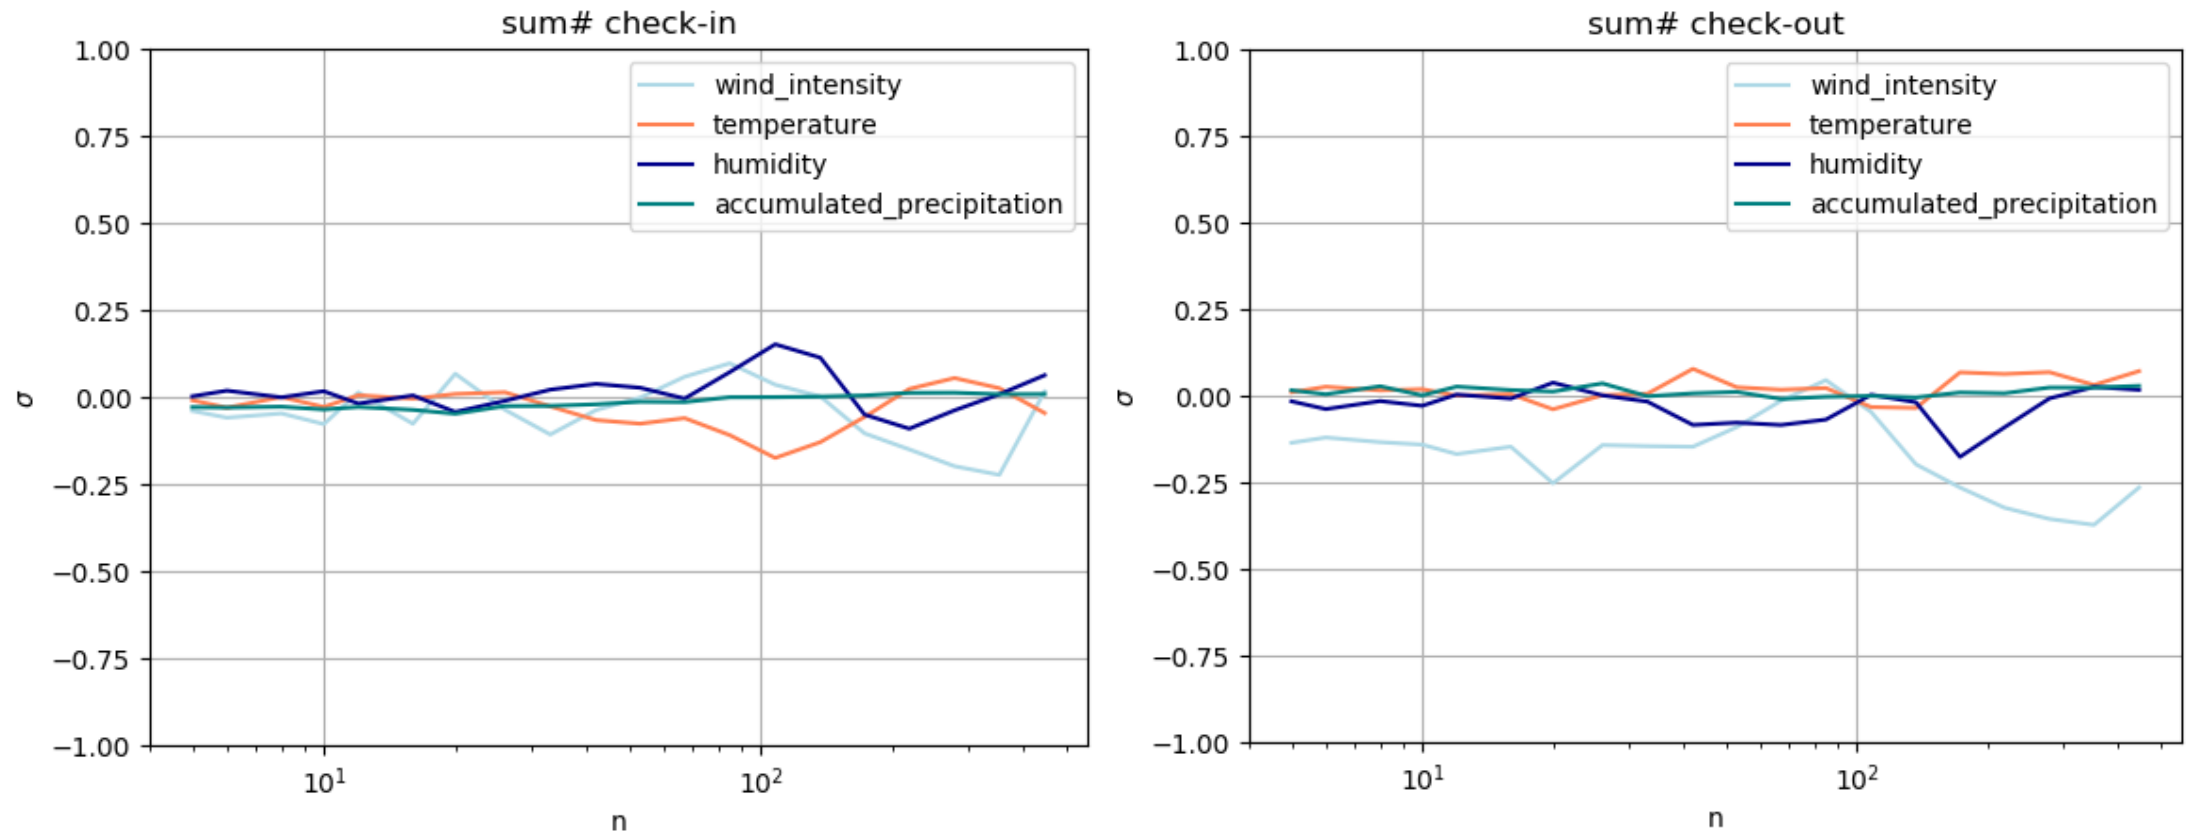 sum# check-in
1.00
0.75
0.50
0.25
0.00
−0.25
−0.50
−0.75
−1.00
σ
wind_intensity
temperature
humidity
accumulated_precipitation
10¹
10²
n
sum# check-out
1.00
0.75
0.50
0.25
0.00
−0.25
−0.50
−0.75
−1.00
σ
wind_intensity
temperature
humidity
accumulated_precipitation
10¹
10²
n